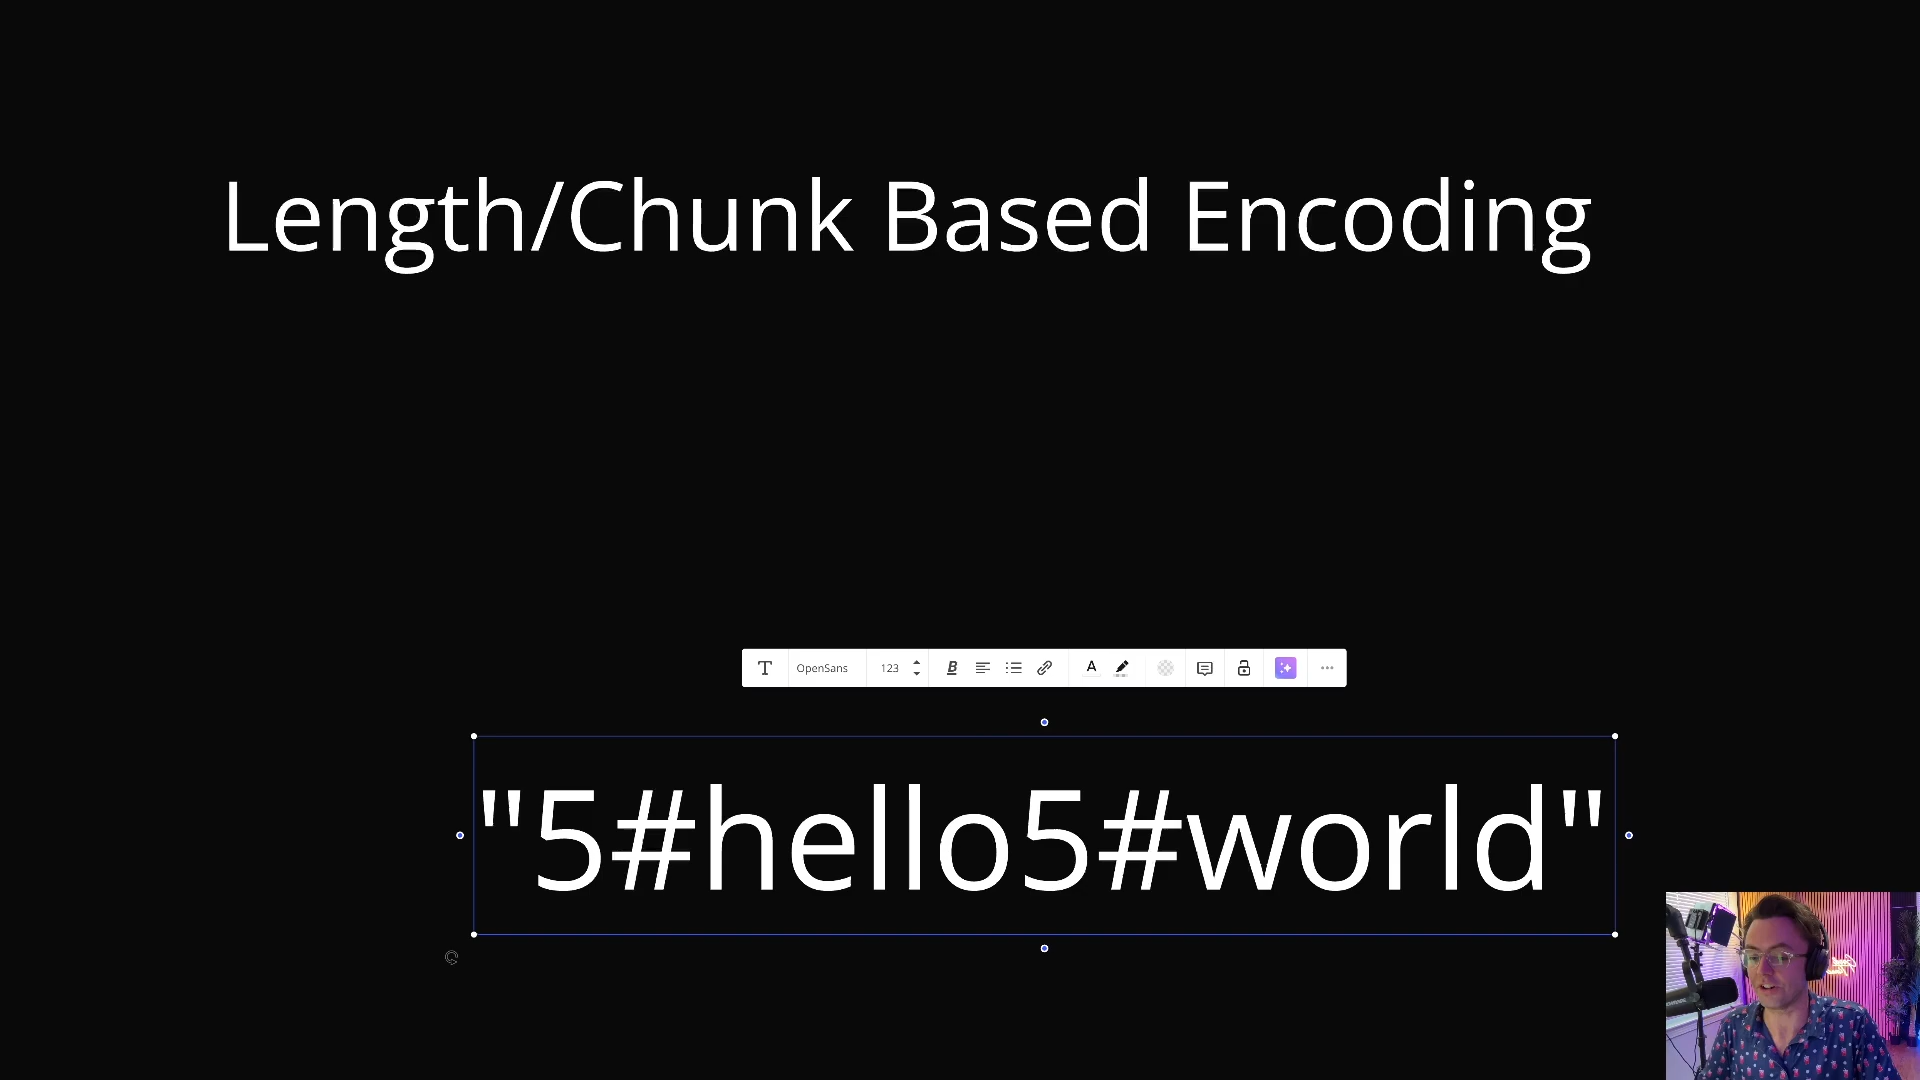 Length/Chunk Based Encoding
OpenSans 123 B A
"5#hello5#world"